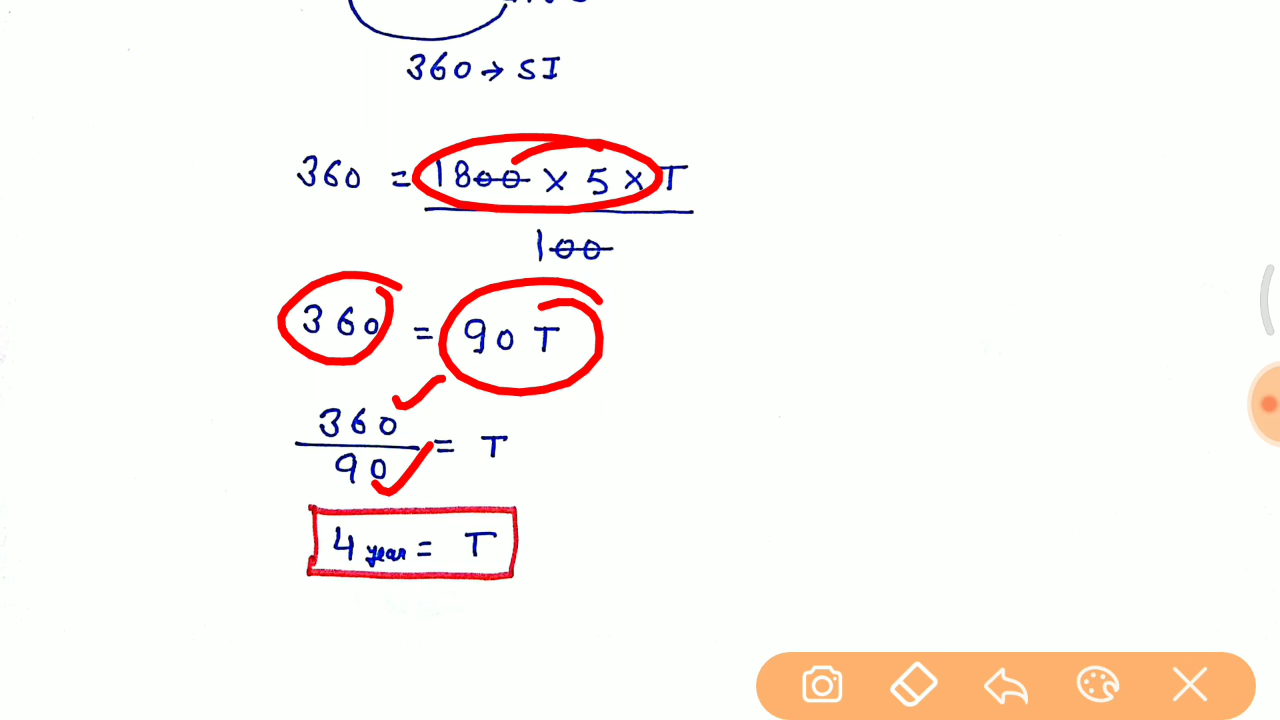 360 → SI
360 = 1800 × 5 × T
100
360 = 90 T
360
90 = T
4 year = T